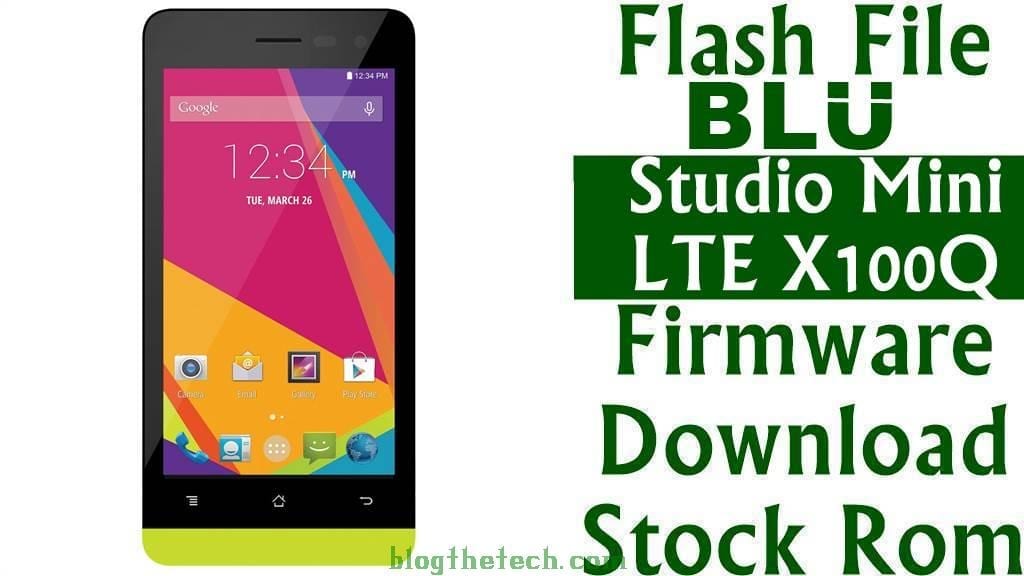 12:34 PM
Google
12:34 PM
TUE, MARCH 26
Camera Email Gallery Play Store
Flash File
BLU
Studio Mini
LTE X100Q
Firmware
Download
Stock Rom
blogthetech.com